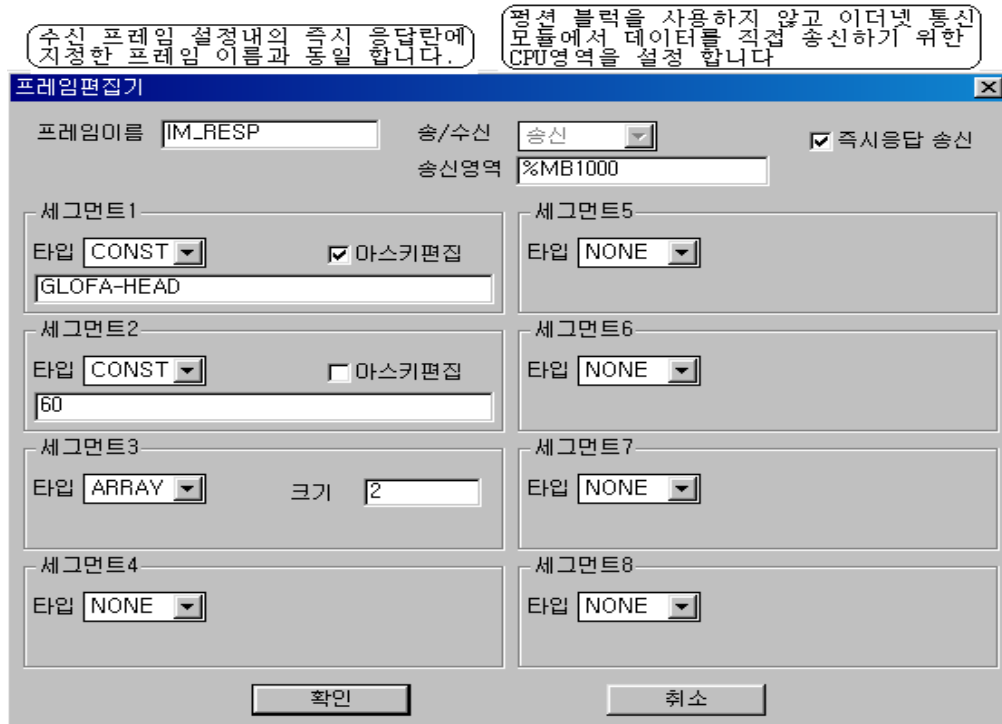 수신 프레임 설정내의 즉시 응답란에
지정한 프레임 이름과 동일 합니다.
펑션 블럭을 사용하지 않고 이더넷 통신
모듈에서 데이터를 직접 송신하기 위한
CPU영역을 설정 합니다
프레임편집기
프레임이름 IM_RESP 송/수신 송신 즉시응답 송신
송신영역 %MB1000
세그먼트1
타입 CONST 아스키편집
GLOFA-HEAD
세그먼트5
타입 NONE
세그먼트2
타입 CONST 아스키편집
60
세그먼트6
타입 NONE
세그먼트3
타입 ARRAY 크기 2
세그먼트7
타입 NONE
세그먼트4
타입 NONE
세그먼트8
타입 NONE
확인 취소